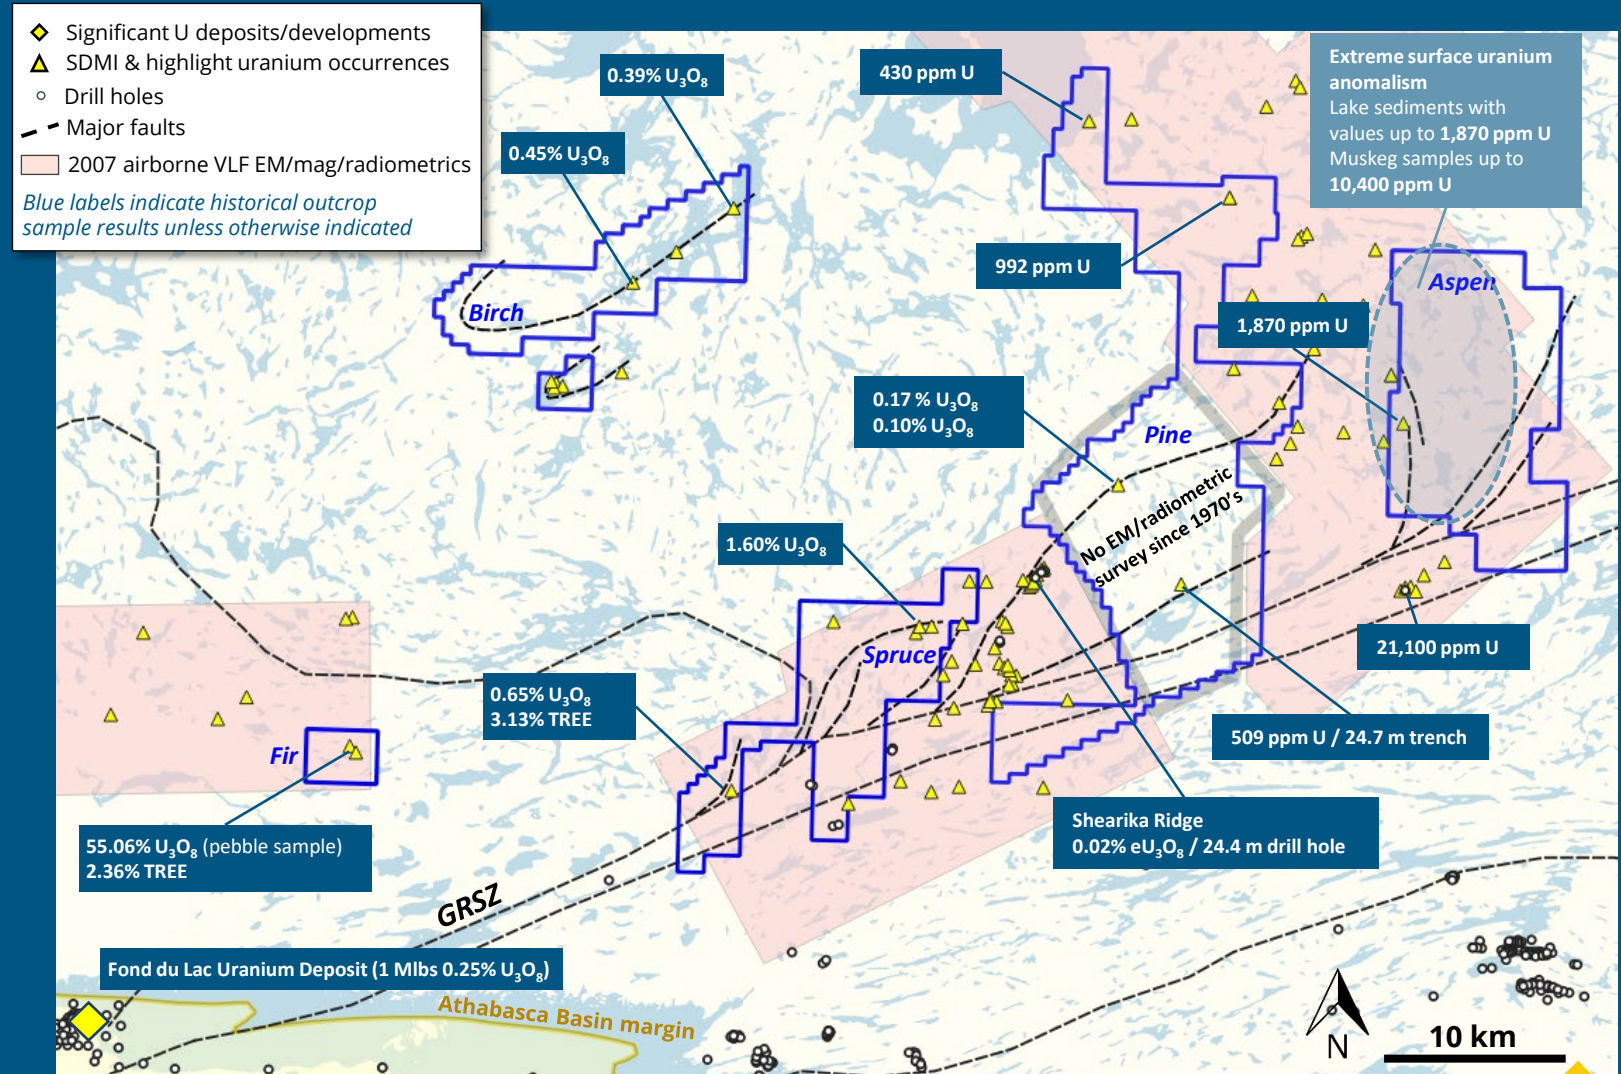 Significant U deposits/developments
SDMI & highlight uranium occurrences
Drill holes
Major faults
2007 airborne VLF EM/mag/radiometrics
Blue labels indicate historical outcrop
sample results unless otherwise indicated
0.39% U₃O₈
0.45% U₃O₈
430 ppm U
992 ppm U
Extreme surface uranium
anomalism
Lake sediments with
values up to 1,870 ppm U
Muskeg samples up to
10,400 ppm U
Aspen
Birch
1,870 ppm U
0.17 % U₃O₈
0.10% U₃O₈
Pine
No EM/radiometric
survey since 1970's
1.60% U₃O₈
Spruce
21,100 ppm U
0.65% U₃O₈
3.13% TREE
509 ppm U / 24.7 m trench
Fir
Shearika Ridge
0.02% eU₃O₈ / 24.4 m drill hole
55.06% U₃O₈ (pebble sample)
2.36% TREE
GRSZ
Fond du Lac Uranium Deposit (1 Mlbs 0.25% U₃O₈)
Athabasca Basin margin
N
10 km